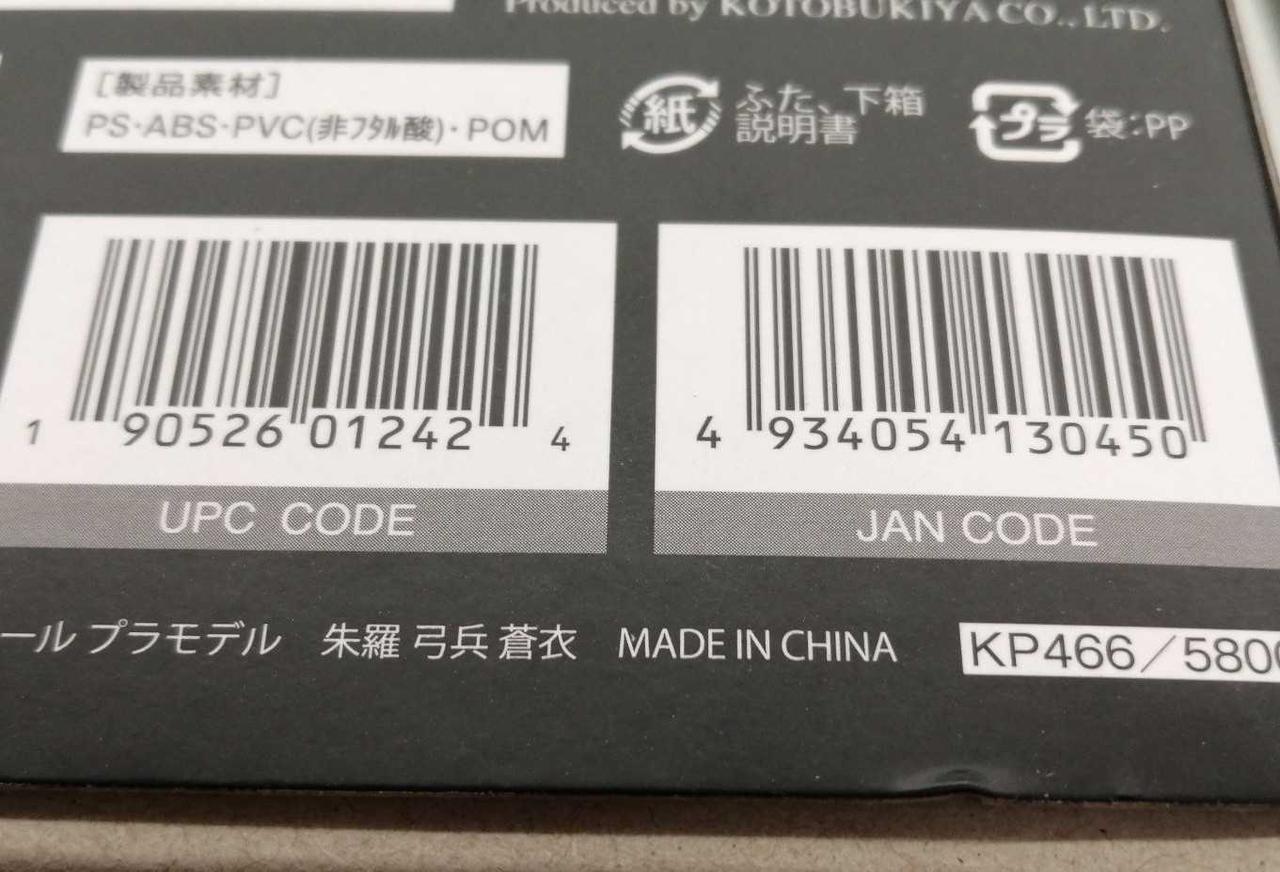 Produced by KOTOBUKIYA CO., LTD.
[製品素材]
PS・ABS・PVC(非フタル酸)・POM
紙
ふた、下箱
説明書
プラ
袋:PP
1 90526 01242 4
UPC CODE
4 934054 130450
JAN CODE
ール プラモデル 朱羅 弓兵 蒼衣 MADE IN CHINA
KP466/5800